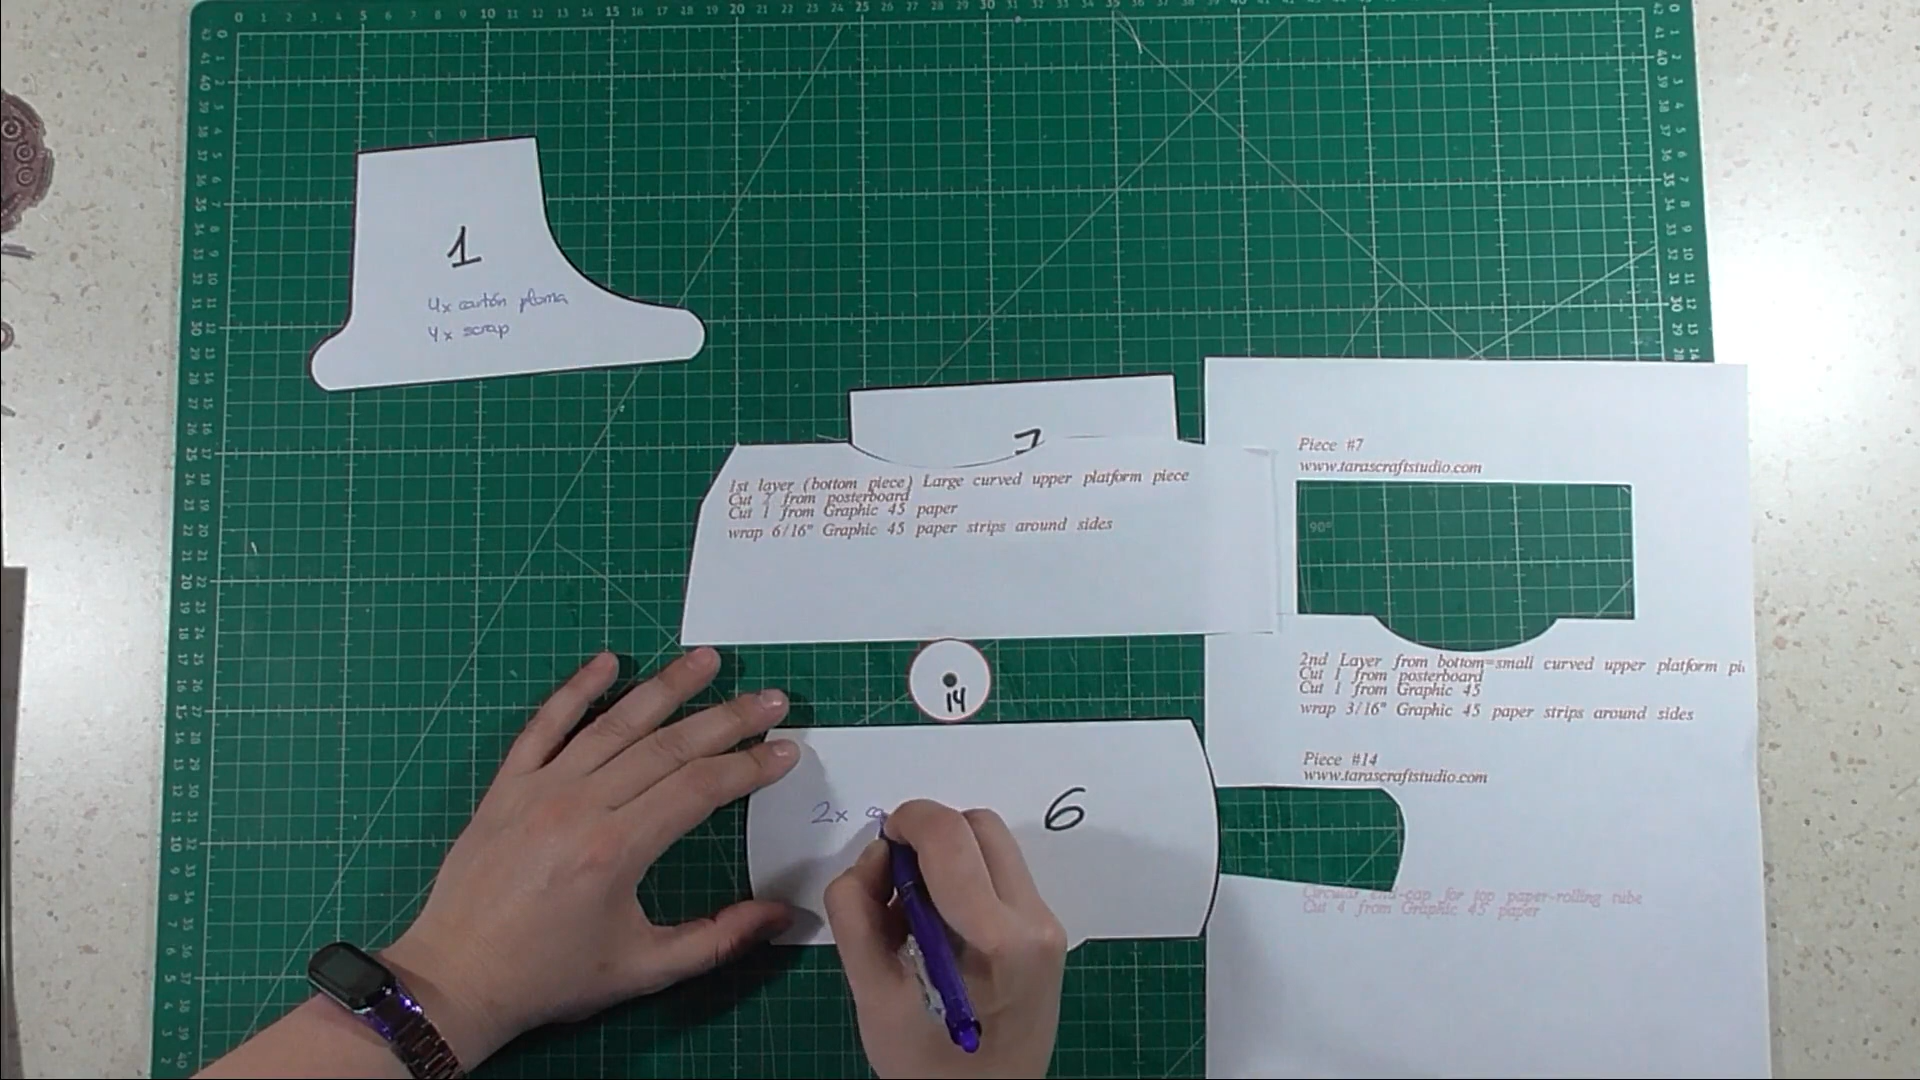 1
4x cartón pluma
4x scrap
1st layer (bottom piece) Large curved upper platform piece
Cut 2 from posterboard
Cut 1 from Graphic 45 paper
wrap 6/16" Graphic 45 paper strips around sides
14
2x
6
Piece #7
www.tarascraftstudio.com
90°
2nd Layer from bottom=small curved upper platform
Cut 1 from posterboard
Cut 1 from Graphic 45
wrap 3/16" Graphic 45 paper strips around sides
Piece #14
www.tarascraftstudio.com
Circular end-cap for top paper-rolling tube
Cut 4 from Graphic 45 paper